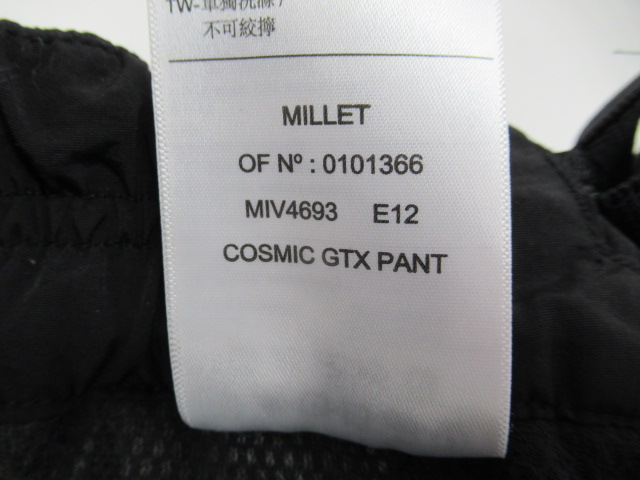 TW-單獨洗滌/
不可絞擰
MILLET
OF Nº : 0101366
MIV4693 E12
COSMIC GTX PANT